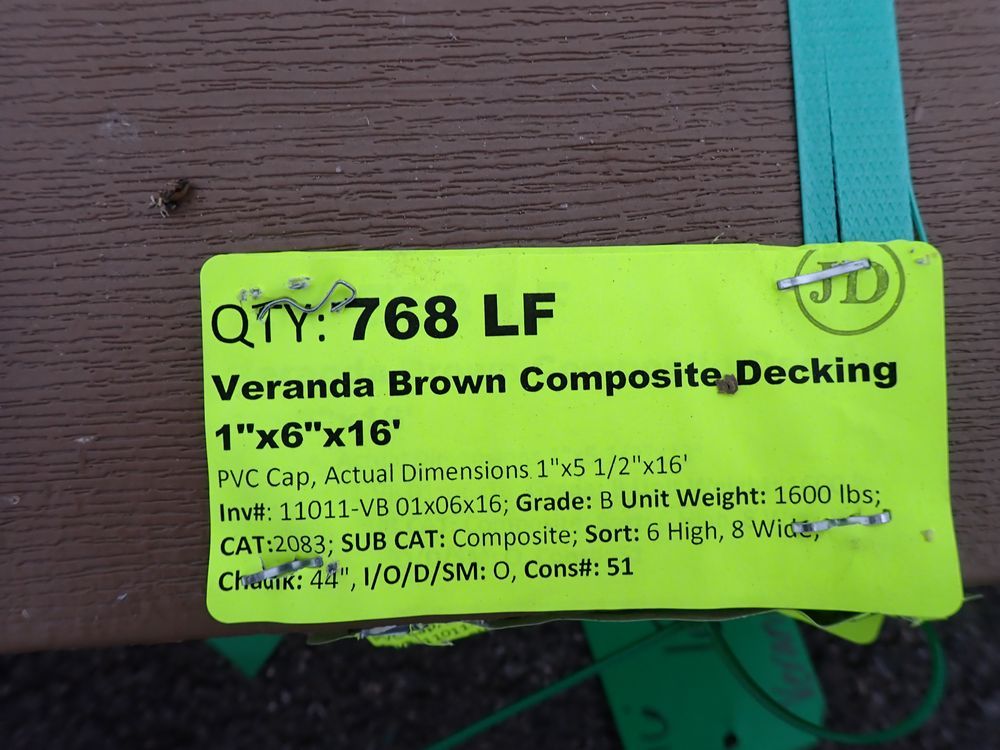 JD
QTY: 768 LF
Veranda Brown Composite Decking
1"x6"x16'
PVC Cap, Actual Dimensions 1"x5 1/2"x16'
Inv#: 11011-VB 01x06x16; Grade: B Unit Weight: 1600 lbs;
CAT:2083; SUB CAT: Composite; Sort: 6 High, 8 Wide,
44", I/O/D/SM: O, Cons#: 51